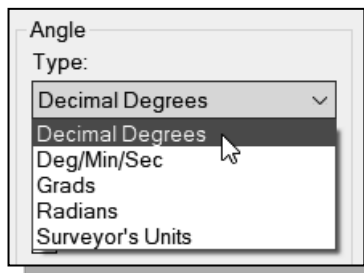 Angle
Type:
Decimal Degrees
Decimal Degrees
Deg/Min/Sec
Grads
Radians
Surveyor's Units